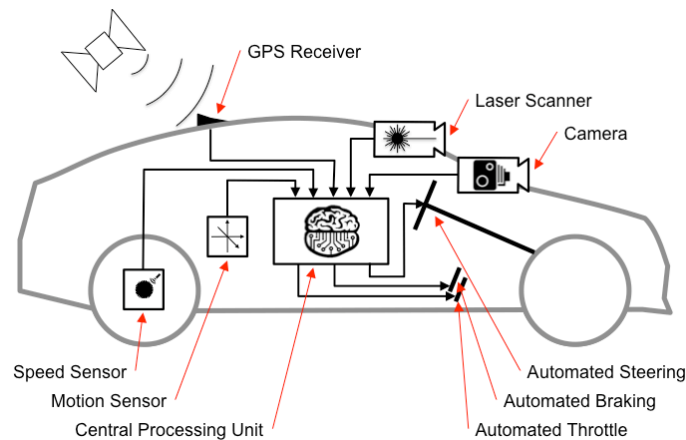 GPS Receiver
Laser Scanner
Camera
Speed Sensor
Motion Sensor
Central Processing Unit
Automated Steering
Automated Braking
Automated Throttle